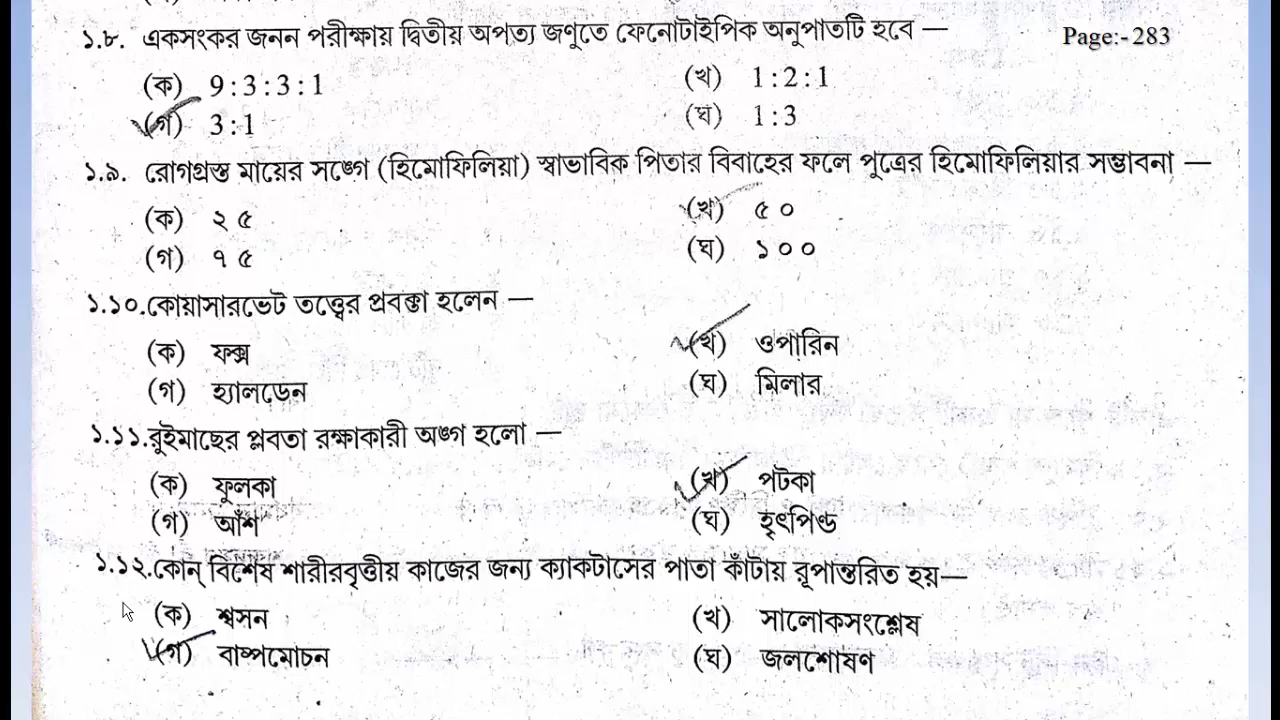 ১.৮. একসংকর জনন পরীক্ষায় দ্বিতীয় অপত্য জণুতে ফেনোটাইপিক অনুপাতটি হবে — Page:- 283
(ক) 9 : 3 : 3 : 1 (খ) 1 : 2 : 1
(গ) 3 : 1 (ঘ) 1 : 3
১.৯. রোগগ্রস্ত মায়ের সঙ্গে (হিমোফিলিয়া) স্বাভাবিক পিতার বিবাহের ফলে পুত্রের হিমোফিলিয়ার সম্ভাবনা —
(ক) ২৫ (খ) ৫০
(গ) ৭৫ (ঘ) ১০০
১.১০. কোয়াসারভেট তত্ত্বের প্রবক্তা হলেন —
(ক) ফক্স (খ) ওপারিন
(গ) হ্যালডেন (ঘ) মিলার
১.১১. রুইমাছের প্লবতা রক্ষাকারী অঙ্গ হলো —
(ক) ফুলকা (খ) পটকা
(গ) আঁশ (ঘ) হৃৎপিণ্ড
১.১২. কোন্ বিশেষ শারীরবৃত্তীয় কাজের জন্য ক্যাকটাসের পাতা কাঁটায় রূপান্তরিত হয়—
(ক) শ্বসন (খ) সালোকসংশ্লেষ
(গ) বাষ্পমোচন (ঘ) জলশোষণ